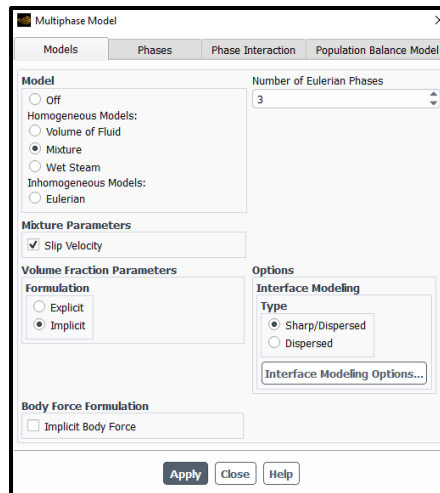 Multiphase Model
Models Phases Phase Interaction Population Balance Model
Model
Off
Homogeneous Models:
Volume of Fluid
Mixture
Wet Steam
Inhomogeneous Models:
Eulerian
Number of Eulerian Phases
3
Mixture Parameters
Slip Velocity
Volume Fraction Parameters
Formulation
Explicit
Implicit
Options
Interface Modeling
Type
Sharp/Dispersed
Dispersed
Interface Modeling Options...
Body Force Formulation
Implicit Body Force
Apply Close Help